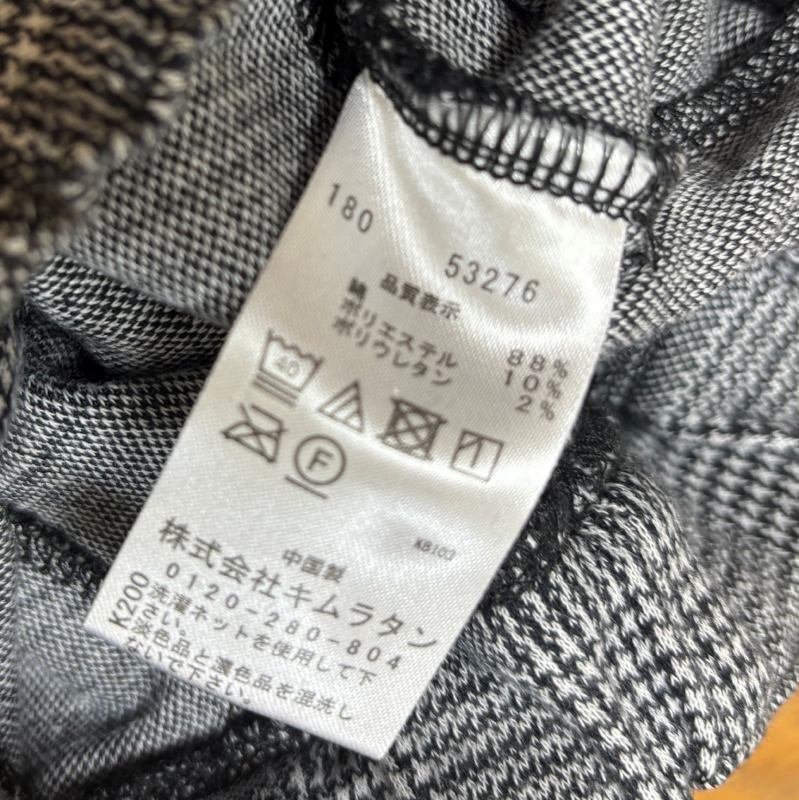 180
53276
品質表示
綿 88%
ポリエステル 10%
ポリウレタン 2%
40
F
KB103
中国製
株式会社キムラタン
0120-280-804
K200
洗濯ネットを使用して下
さい。
淡色品と濃色品を混洗し
ないで下さい。